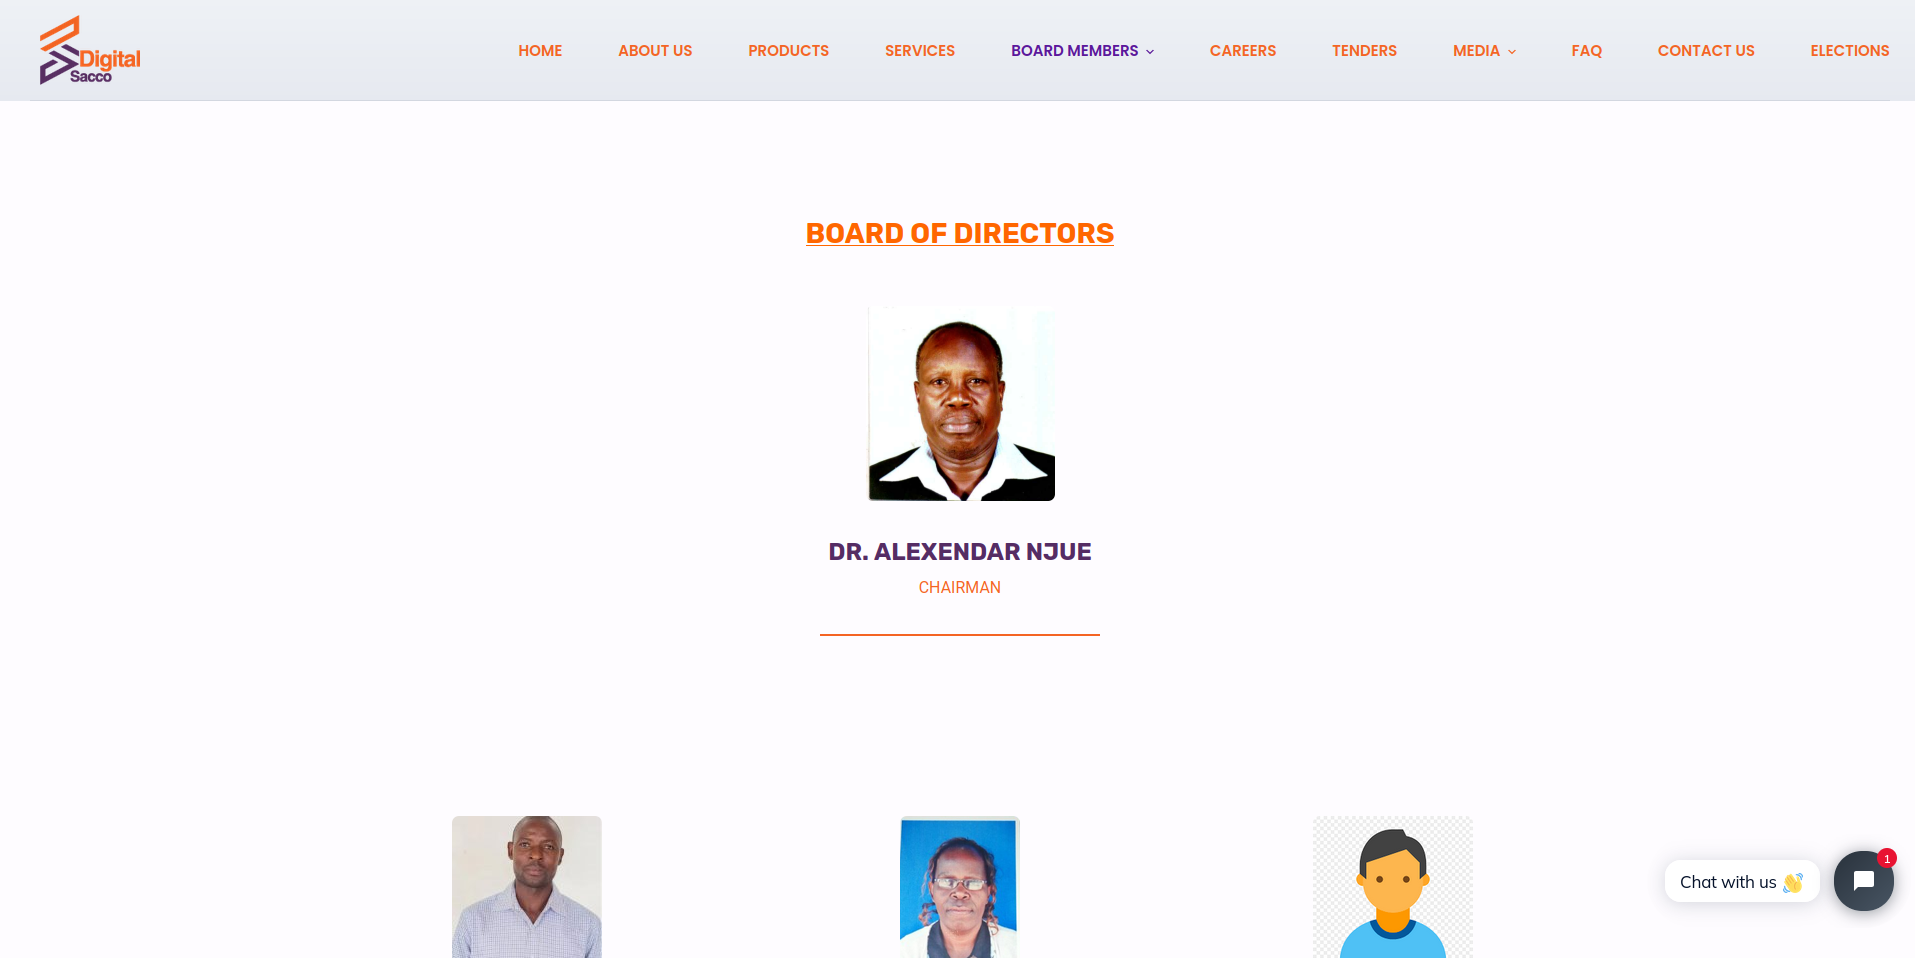 Digital
Sacco
HOME
ABOUT US
PRODUCTS
SERVICES
BOARD MEMBERS
CAREERS
TENDERS
MEDIA
FAQ
CONTACT US
ELECTIONS
BOARD OF DIRECTORS
DR. ALEXENDAR NJUE
CHAIRMAN
Chat with us 👋
1